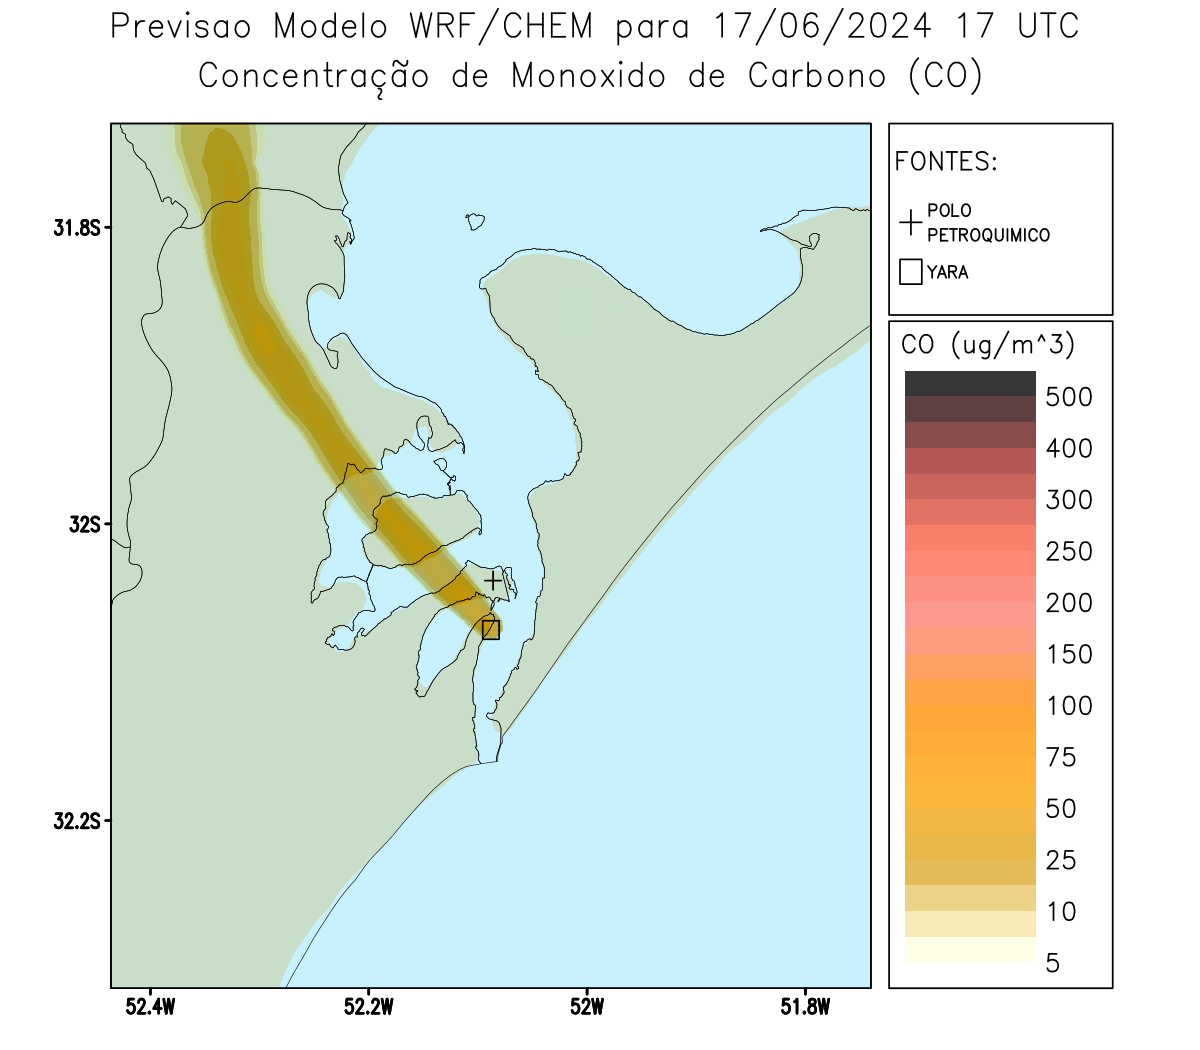 Previsao Modelo WRF/CHEM para 17/06/2024 17 UTC
Concentração de Monoxido de Carbono (CO)
FONTES:
POLO
PETROQUIMICO
YARA
CO (ug/m^3)
500
400
300
250
200
150
100
75
50
25
10
5
31.8S
32S
32.2S
52.4W
52.2W
52W
51.8W